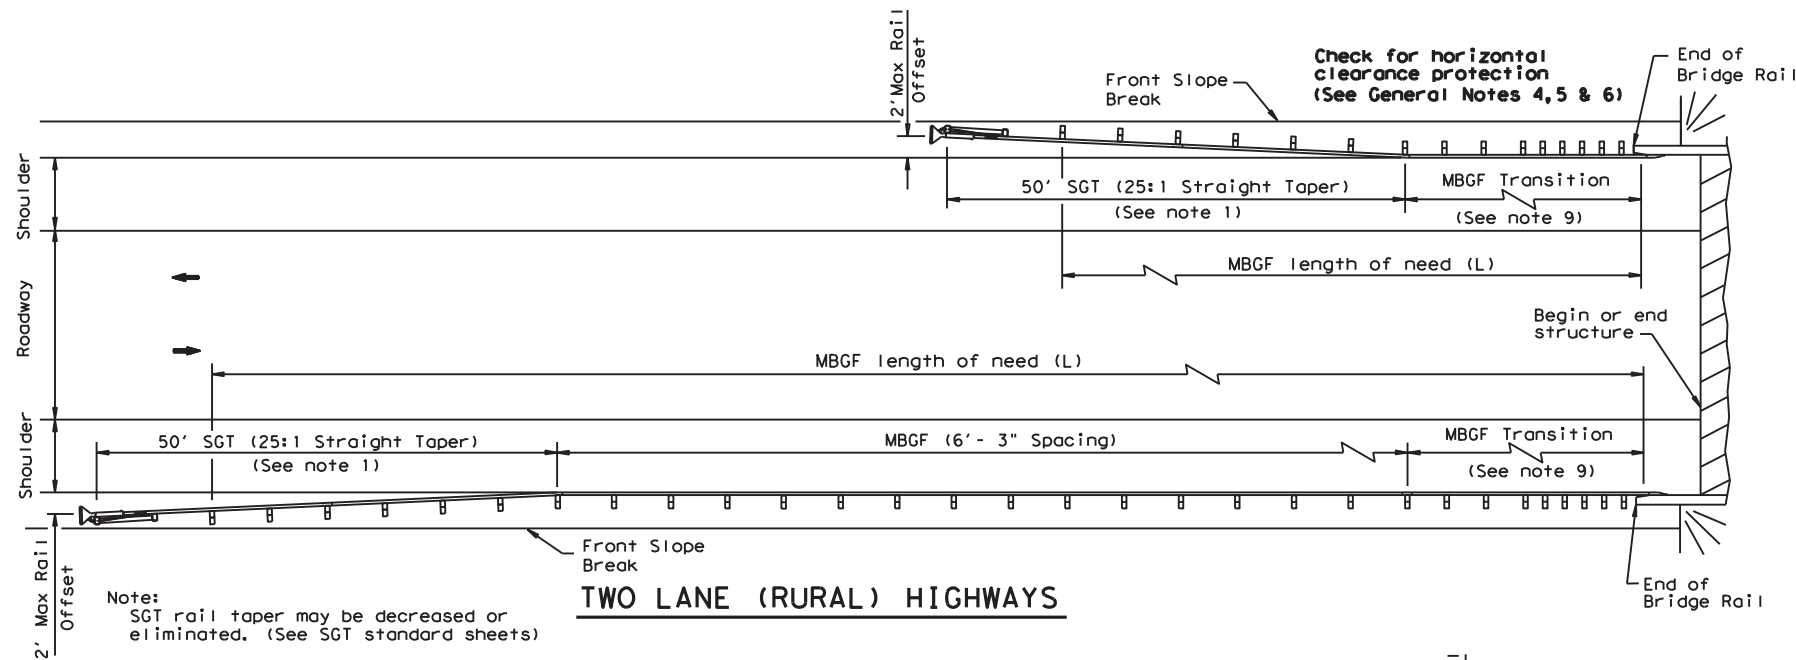 2' Max Rail
Offset
Front Slope
Break
Check for horizontal
clearance protection
(See General Notes 4,5 & 6)
End of
Bridge Rail
Shoulder
50' SGT (25:1 Straight Taper)
(See note 1)
MBGF Transition
(See note 9)
MBGF length of need (L)
Roadway
Begin or end
structure
MBGF length of need (L)
Shoulder
50' SGT (25:1 Straight Taper)
(See note 1)
MBGF (6'- 3" Spacing)
MBGF Transition
(See note 9)
2' Max Rail
Offset
Front Slope
Break
End of
Bridge Rail
Note:
SGT rail taper may be decreased or
eliminated. (See SGT standard sheets)
TWO LANE (RURAL) HIGHWAYS